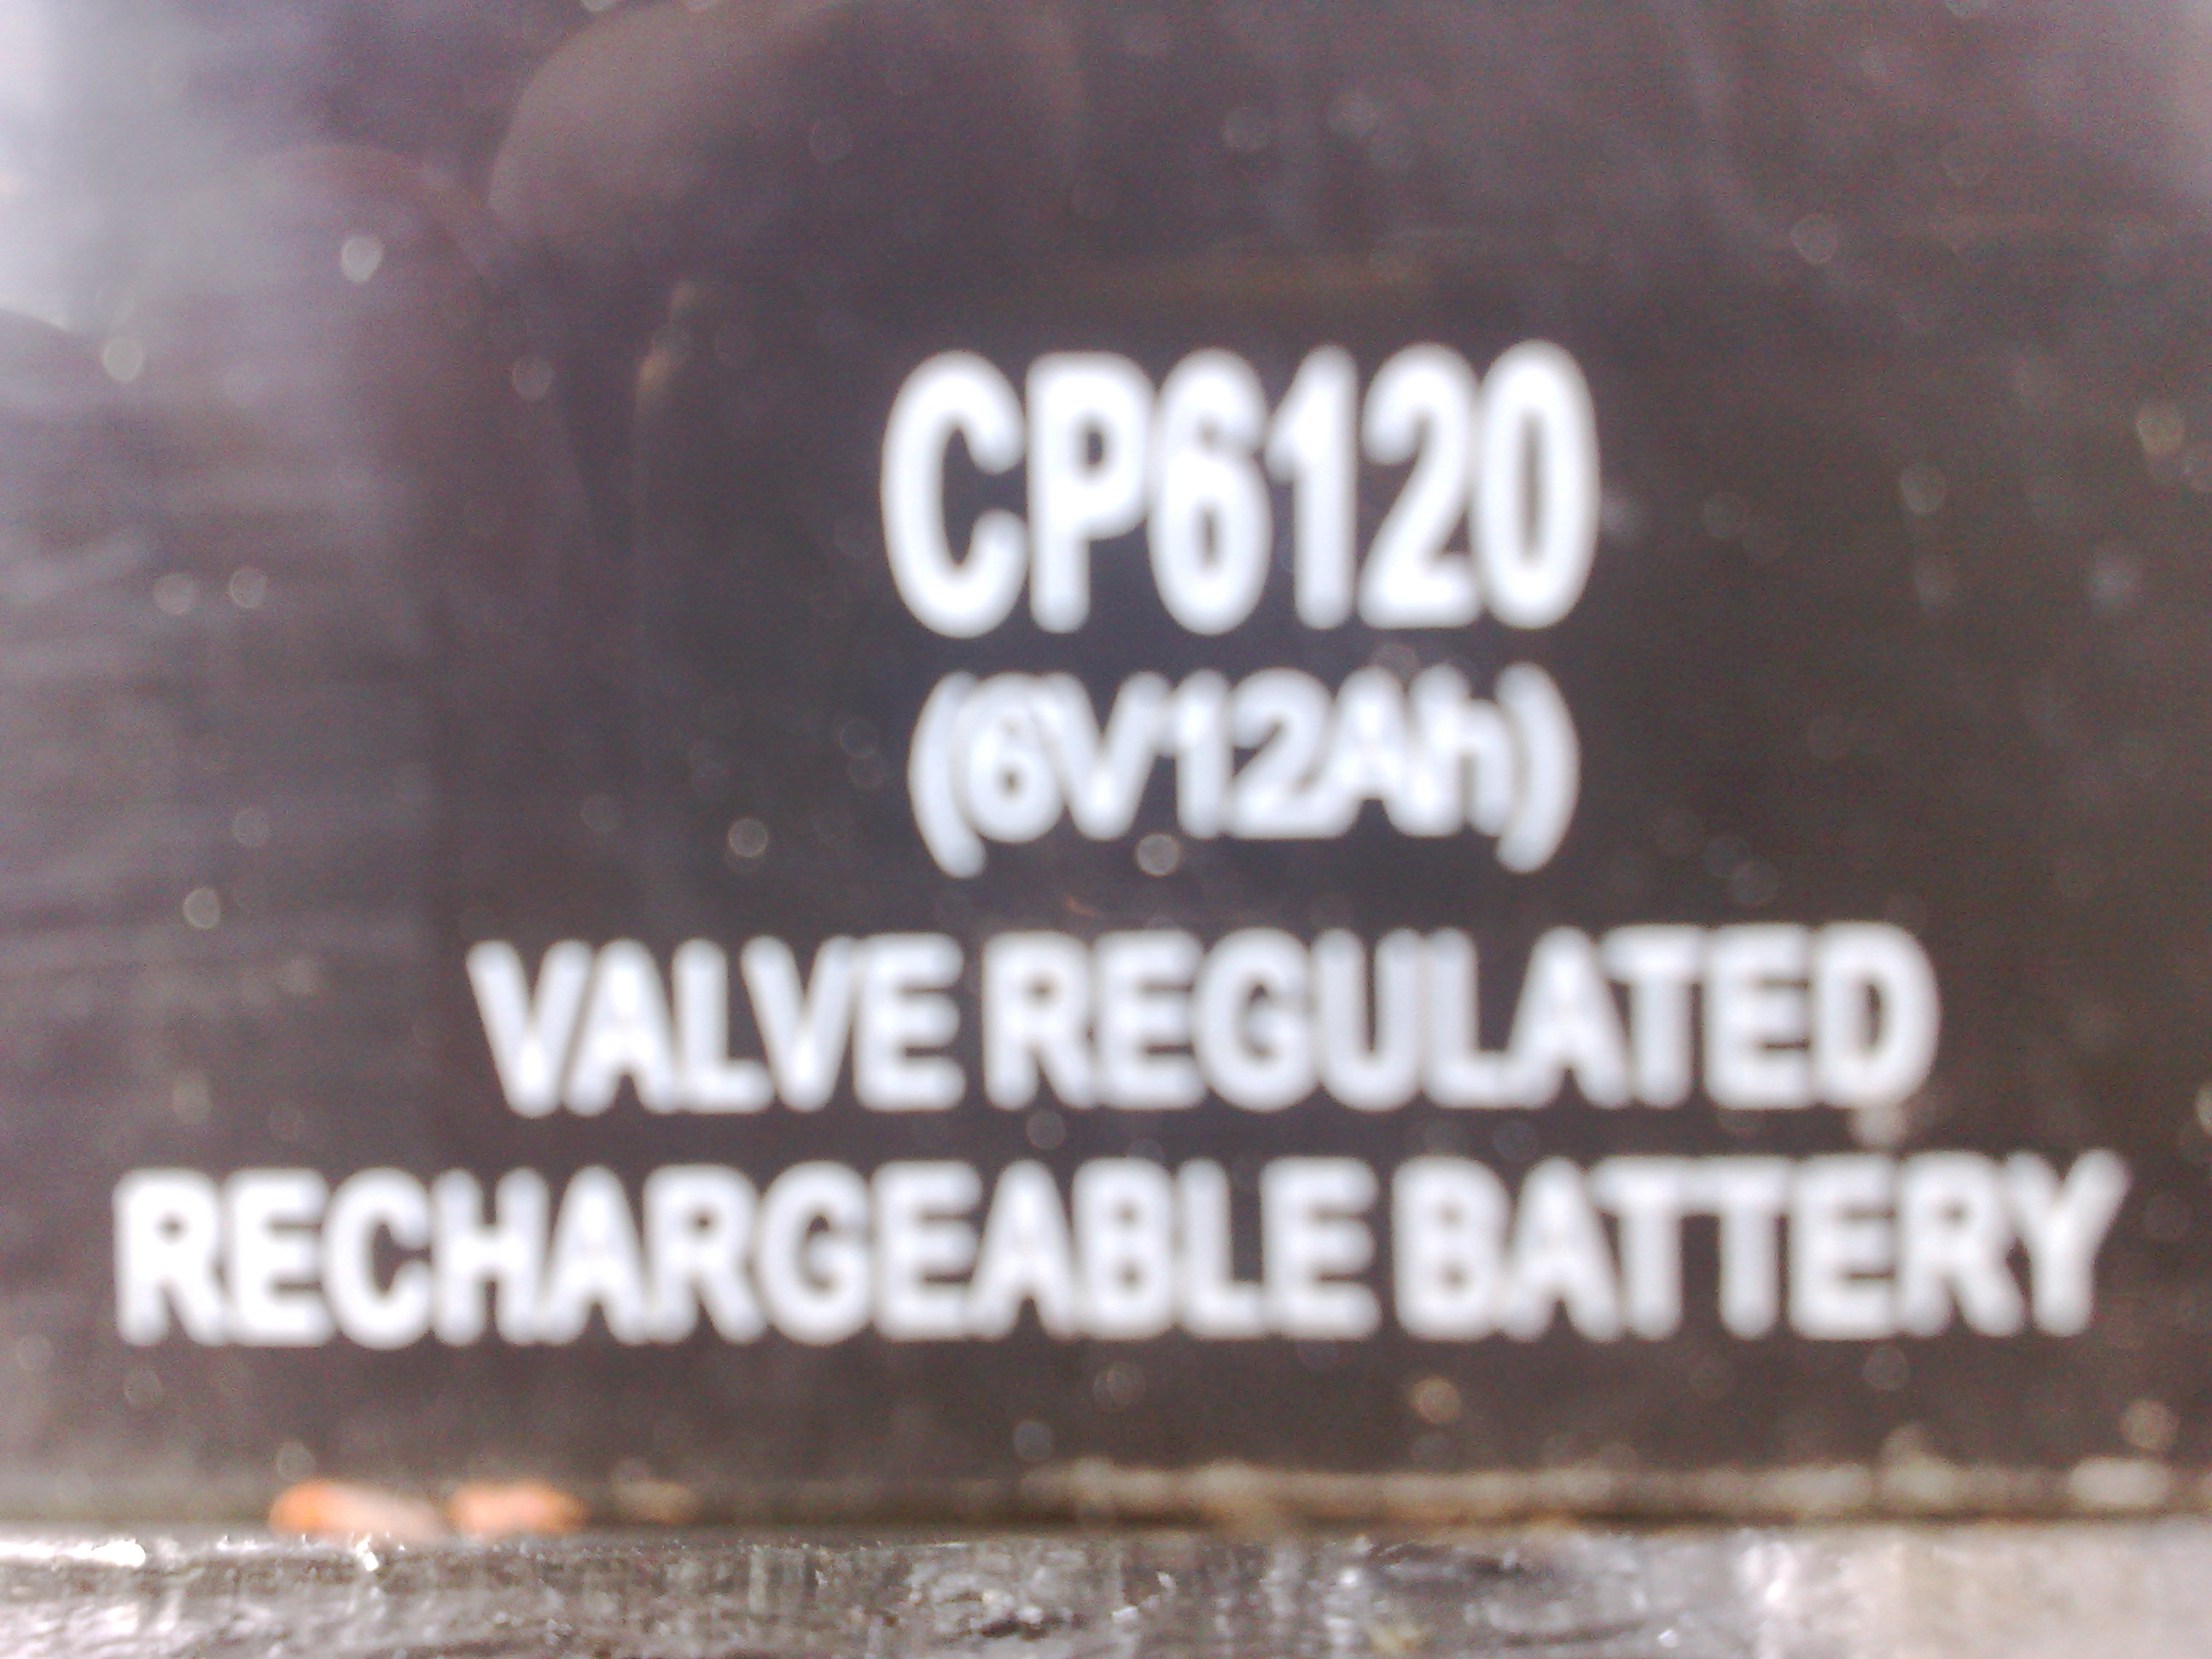 CP6120
(6V12Ah)
VALVE REGULATED
RECHARGEABLE BATTERY